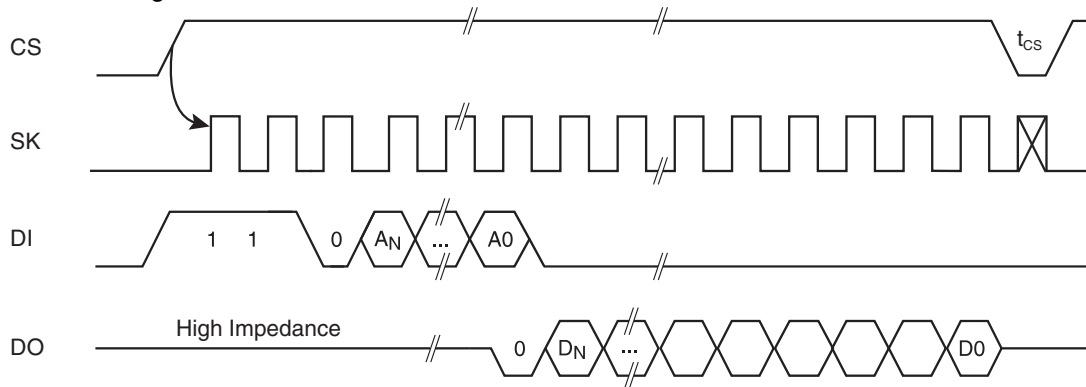 CS
t_CS
SK
DI
1 1 0 A_N ... A0
High Impedance
DO
0 D_N ... D0